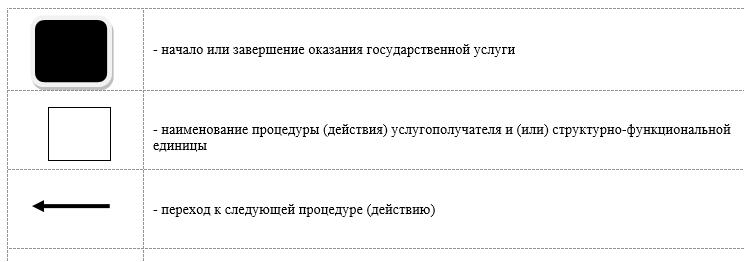 - начало или завершение оказания государственной услуги
- наименование процедуры (действия) услугополучателя и (или) структурно-функциональной
единицы
- переход к следующей процедуре (действию)